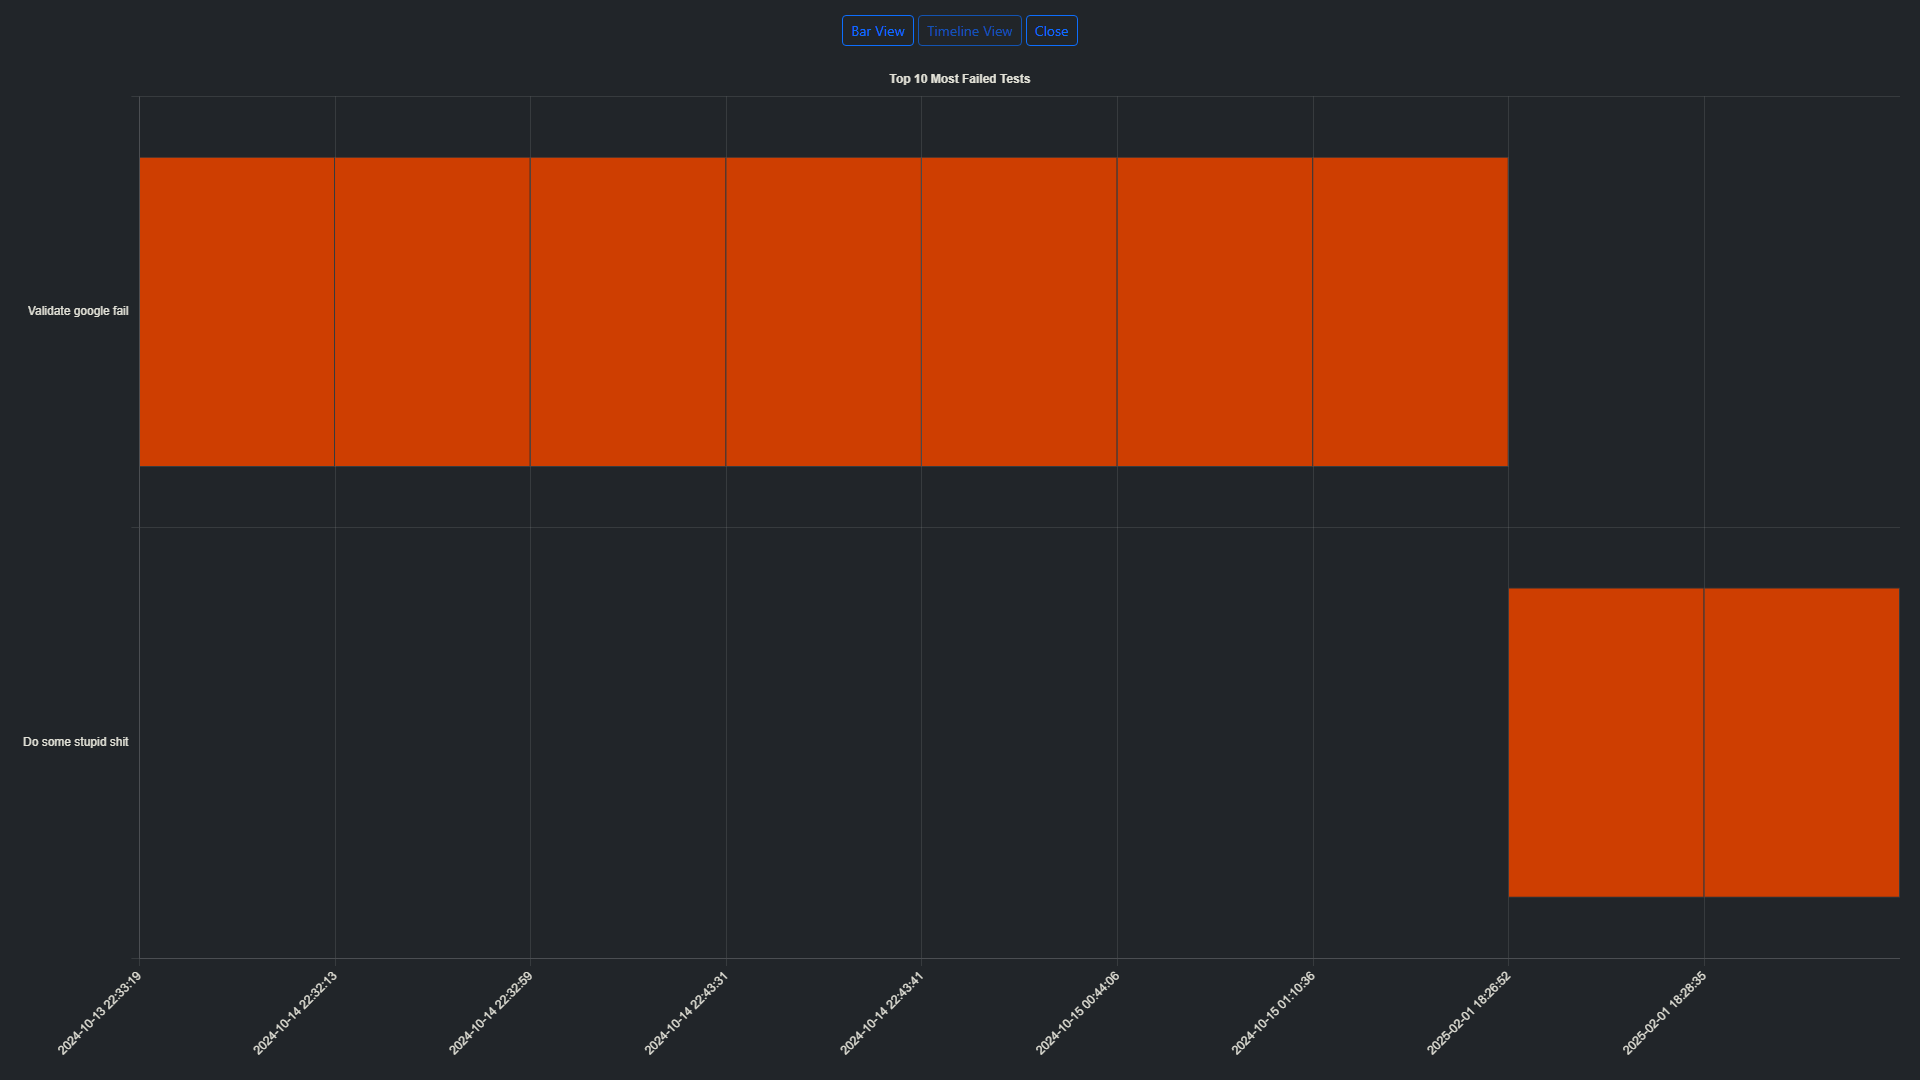 Bar View Timeline View Close
Top 10 Most Failed Tests
Validate google fail
Do some stupid shit
2024-10-13 22:33:19
2024-10-14 22:32:13
2024-10-14 22:32:59
2024-10-14 22:43:31
2024-10-14 22:43:41
2024-10-15 00:44:06
2024-10-15 01:10:36
2025-02-01 18:26:52
2025-02-01 18:28:35